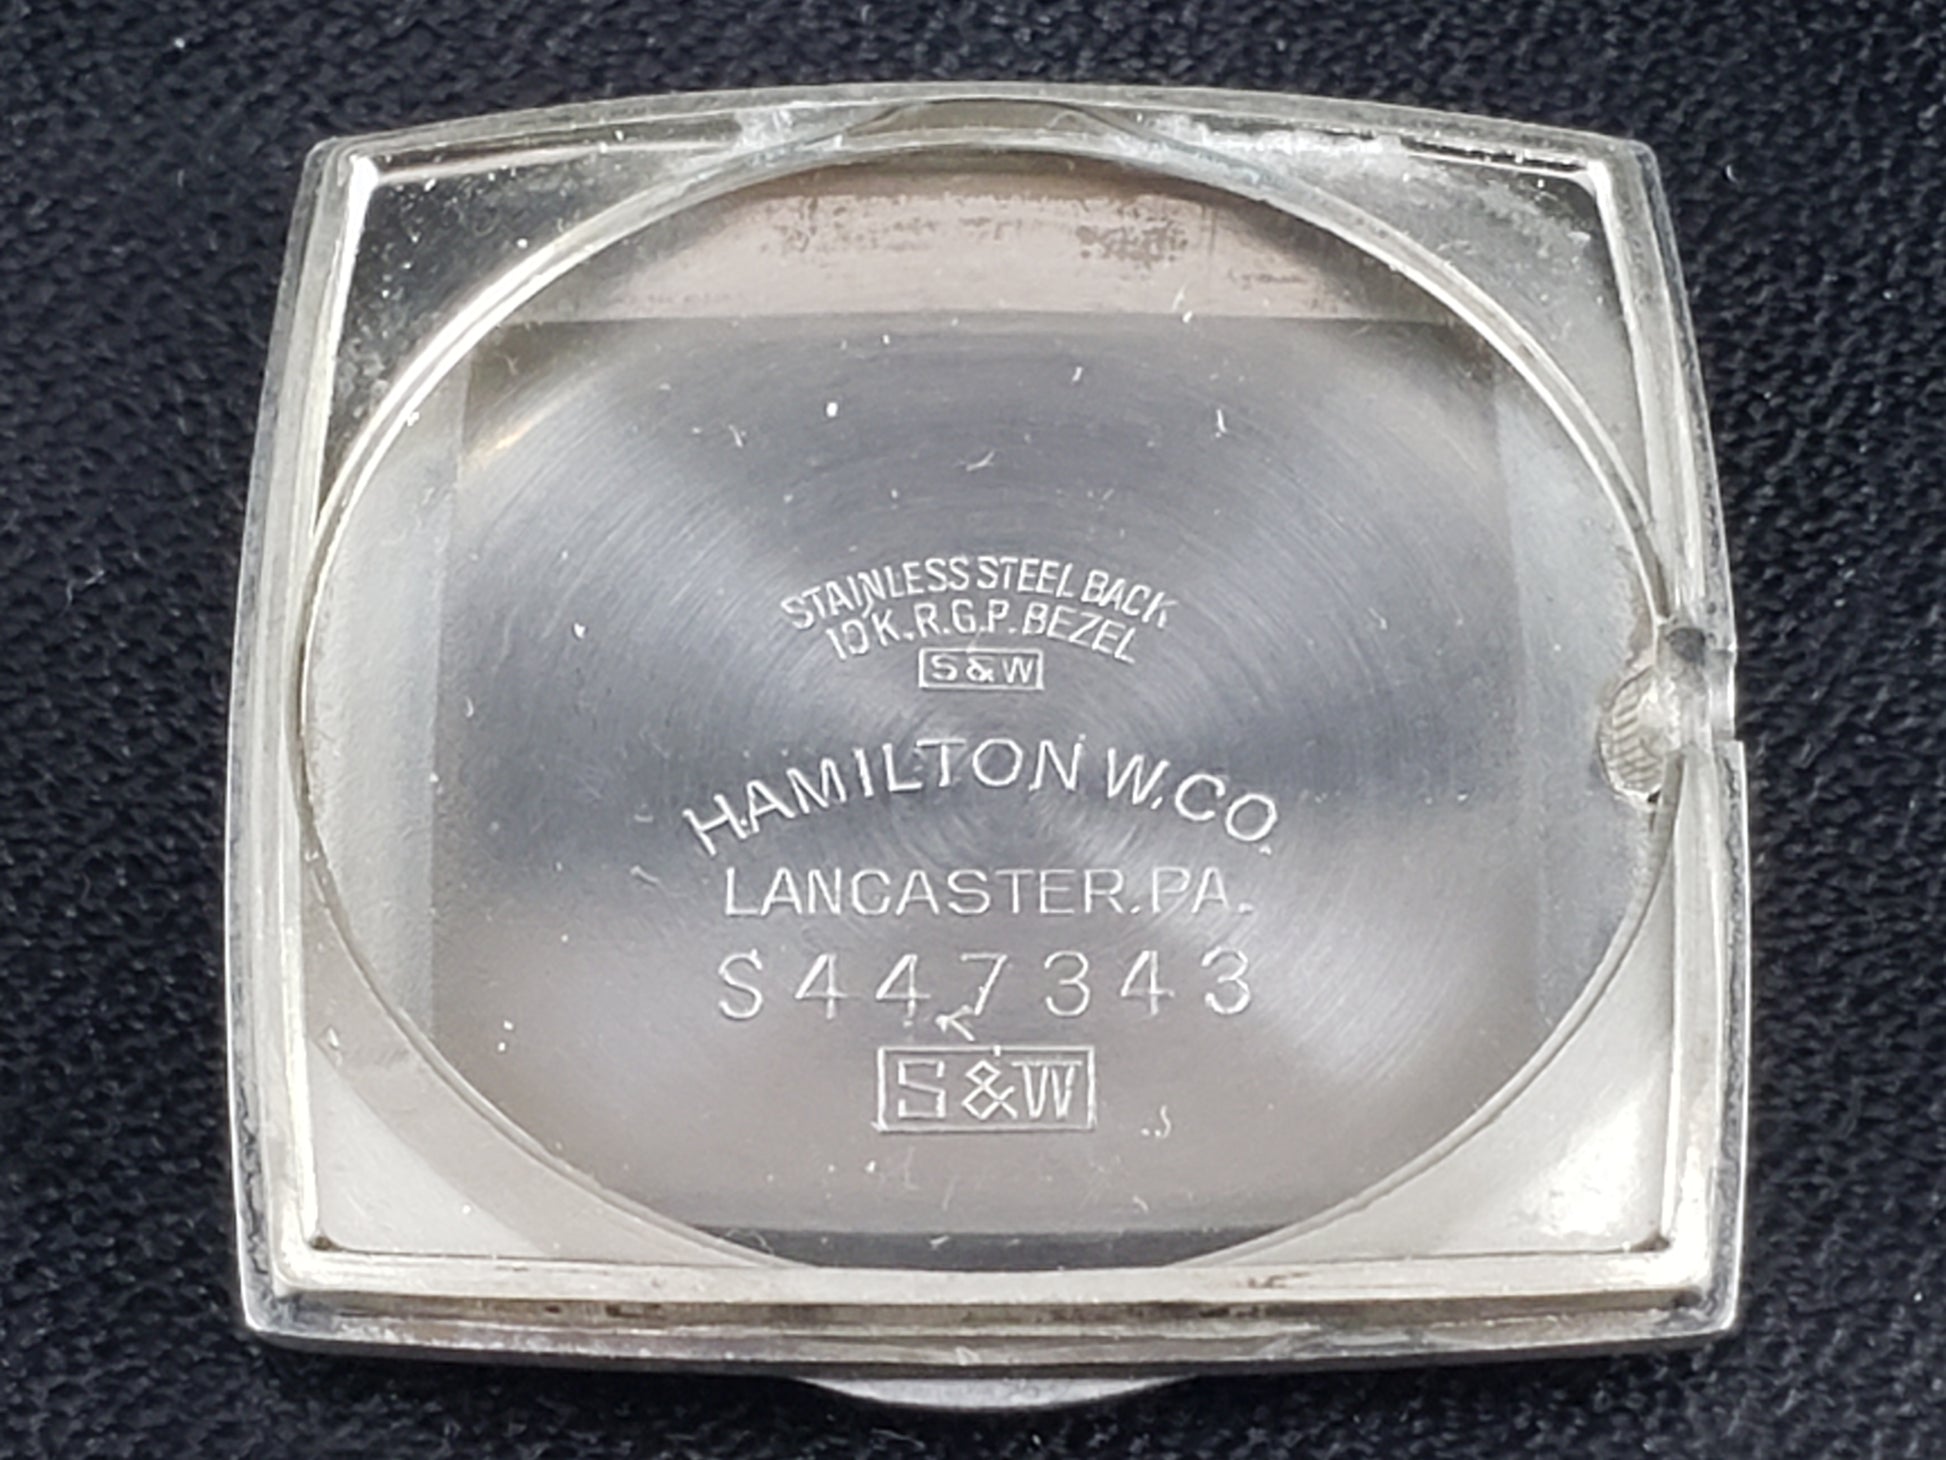 STAINLESS STEEL BACK
10K.R.G.P. BEZEL
S&W
HAMILTON W.CO.
LANCASTER.PA.
S447343
S&W